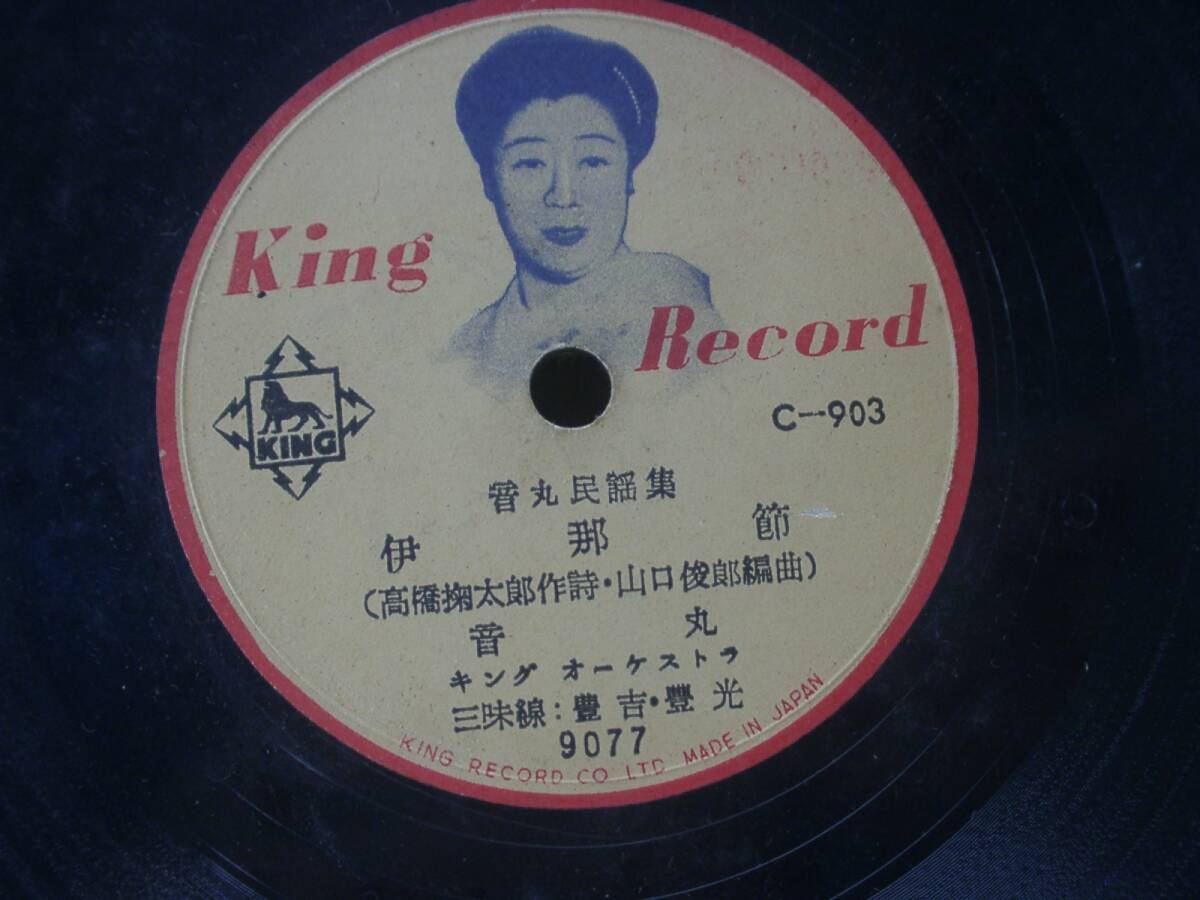 King
Record
KING
C-903
音丸民謡集
伊那節
(高橋掬太郎作詩・山口俊郎編曲)
音丸
キング オーケストラ
三味線:豊吉・豊光
9077
KING RECORD CO LTD MADE IN JAPAN